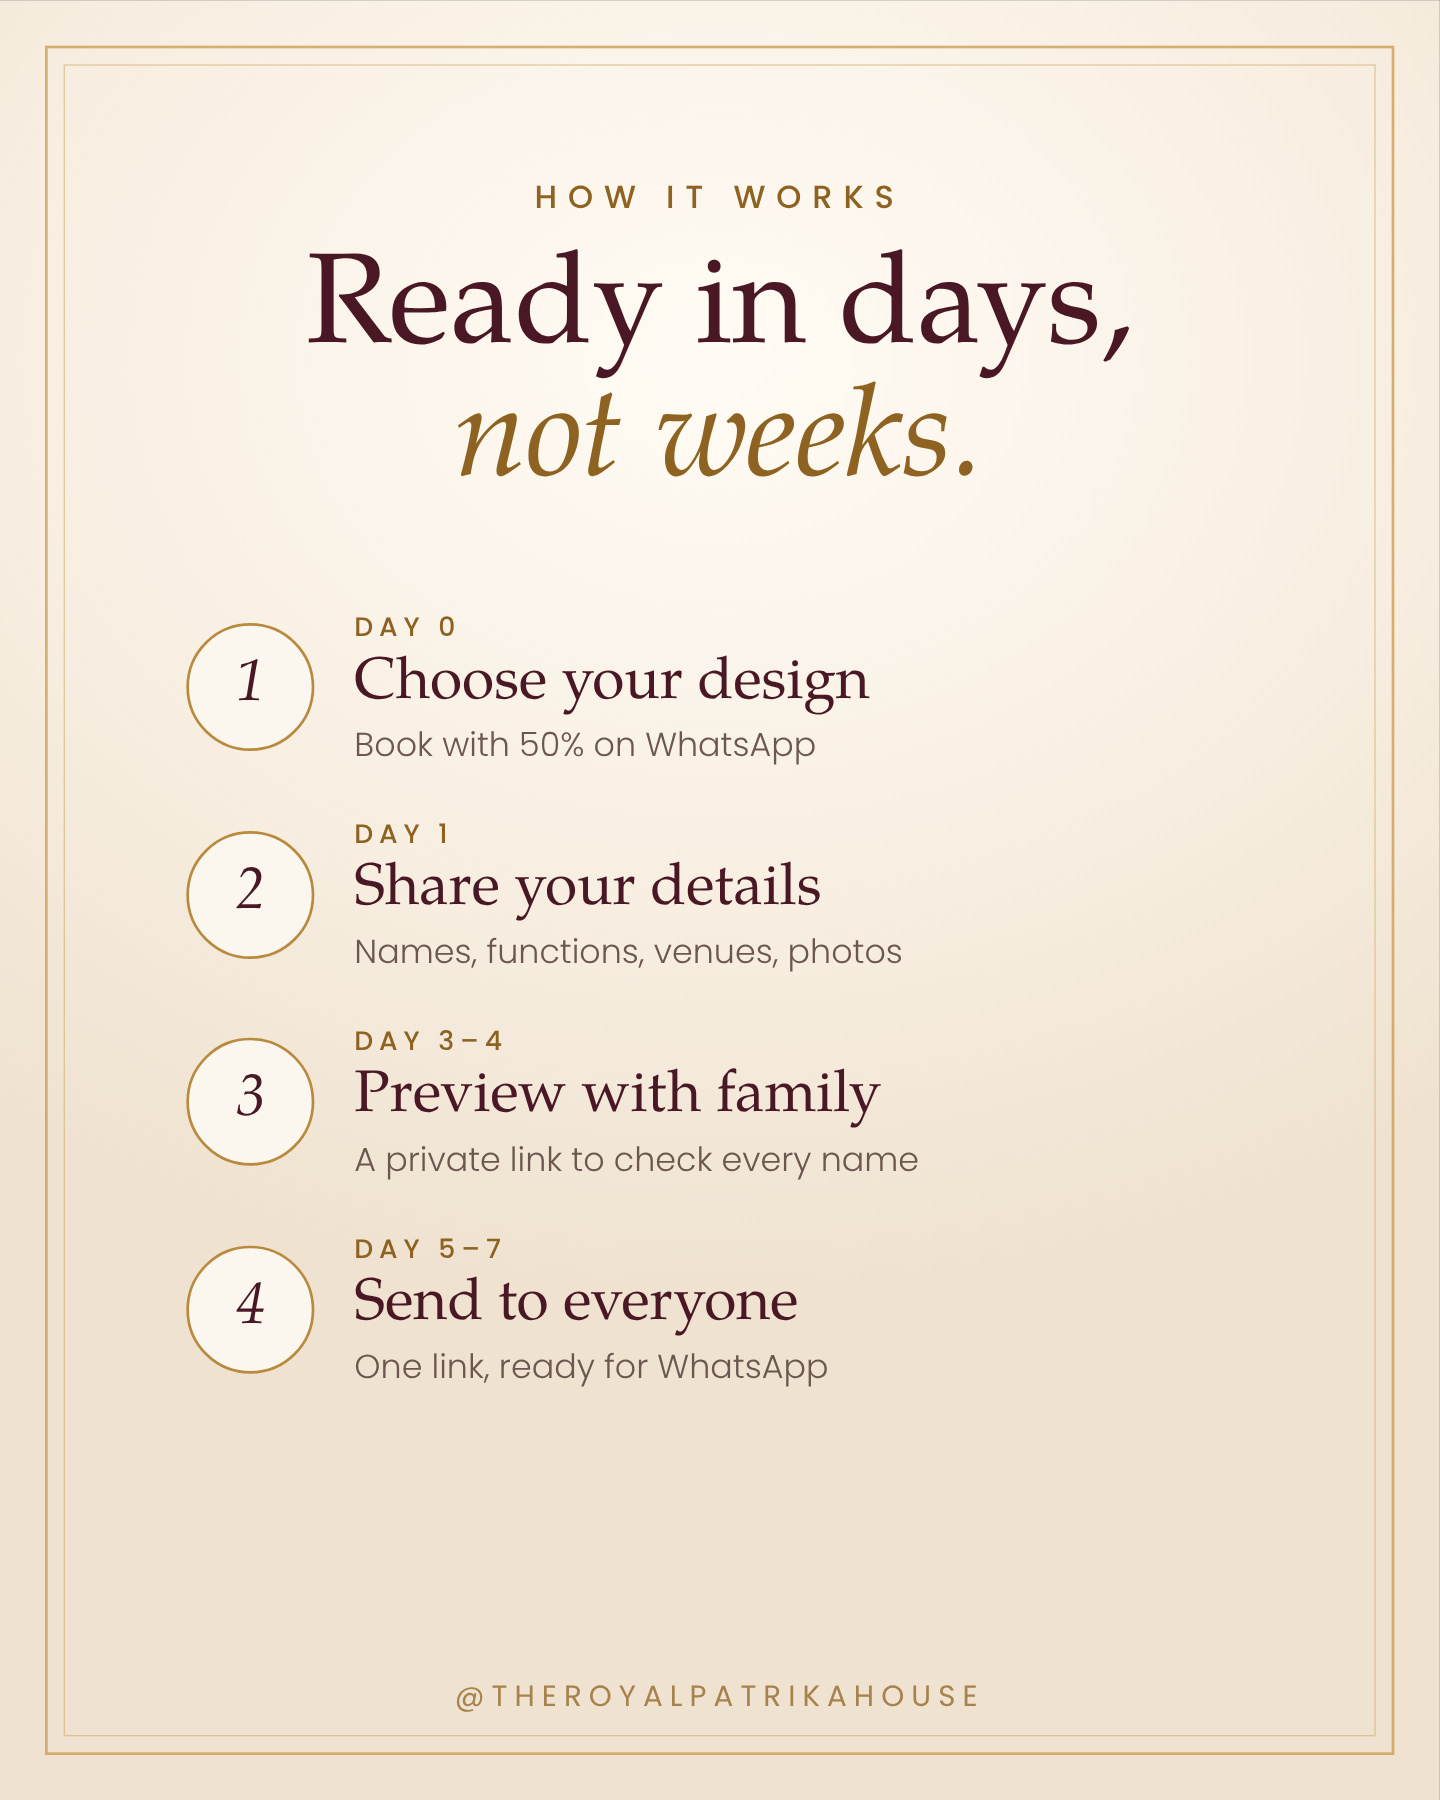 HOW IT WORKS
Ready in days,
not weeks.
1
DAY 0
Choose your design
Book with 50% on WhatsApp
2
DAY 1
Share your details
Names, functions, venues, photos
3
DAY 3–4
Preview with family
A private link to check every name
4
DAY 5–7
Send to everyone
One link, ready for WhatsApp
@THEROYALPATRIKAHOUSE